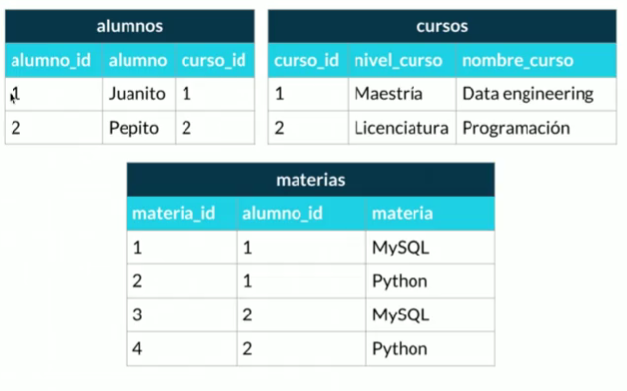 alumnos
alumno_id alumno curso_id
1 Juanito 1
2 Pepito 2
cursos
curso_id nivel_curso nombre_curso
1 Maestría Data engineering
2 Licenciatura Programación
materias
materia_id alumno_id materia
1 1 MySQL
2 1 Python
3 2 MySQL
4 2 Python